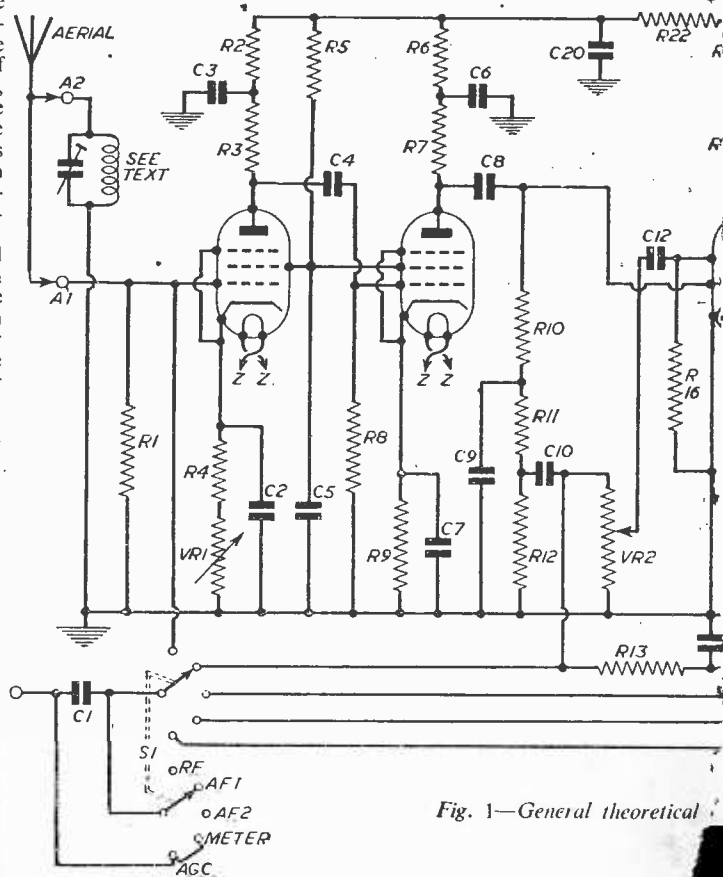 AERIAL
A2
SEE
TEXT
A1
R1
R2
C3
R3
R5
C4
R6
C6
R7
C8
C20
R22
C12
R10
R
16
Z Z
Z Z
R4
C2
VR1
C5
R8
C9
R11
C10
R9
C7
R12
VR2
R13
C1
S1
RF
AF1
AF2
METER
AGC
Fig. 1—General theoretical